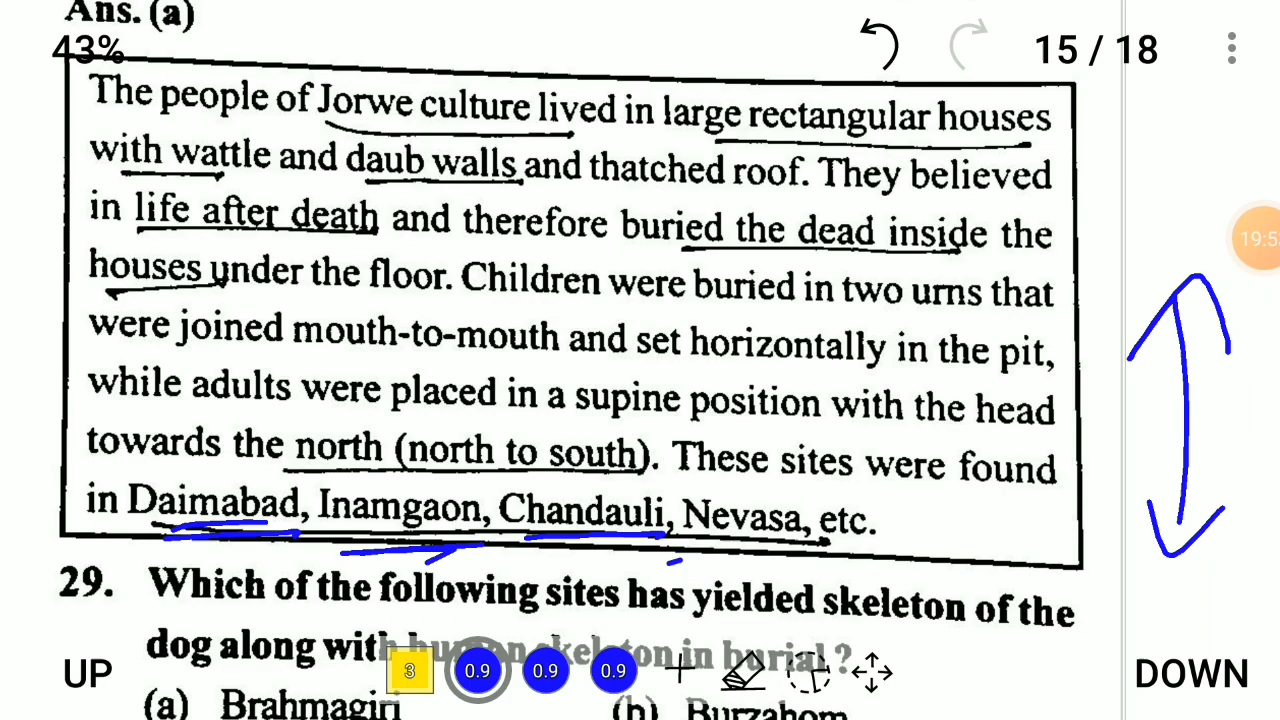 Ans. (a)
43%
15 / 18
The people of Jorwe culture lived in large rectangular houses
with wattle and daub walls and thatched roof. They believed
in life after death and therefore buried the dead inside the
houses under the floor. Children were buried in two urns that
were joined mouth-to-mouth and set horizontally in the pit,
while adults were placed in a supine position with the head
towards the north (north to south). These sites were found
in Daimabad, Inamgaon, Chandauli, Nevasa, etc.
19:5
29. Which of the following sites has yielded skeleton of the
dog along with human skeleton in burial ?
UP
3 0.9 0.9 0.9
DOWN
(a) Brahmagiri (b) Burzahom